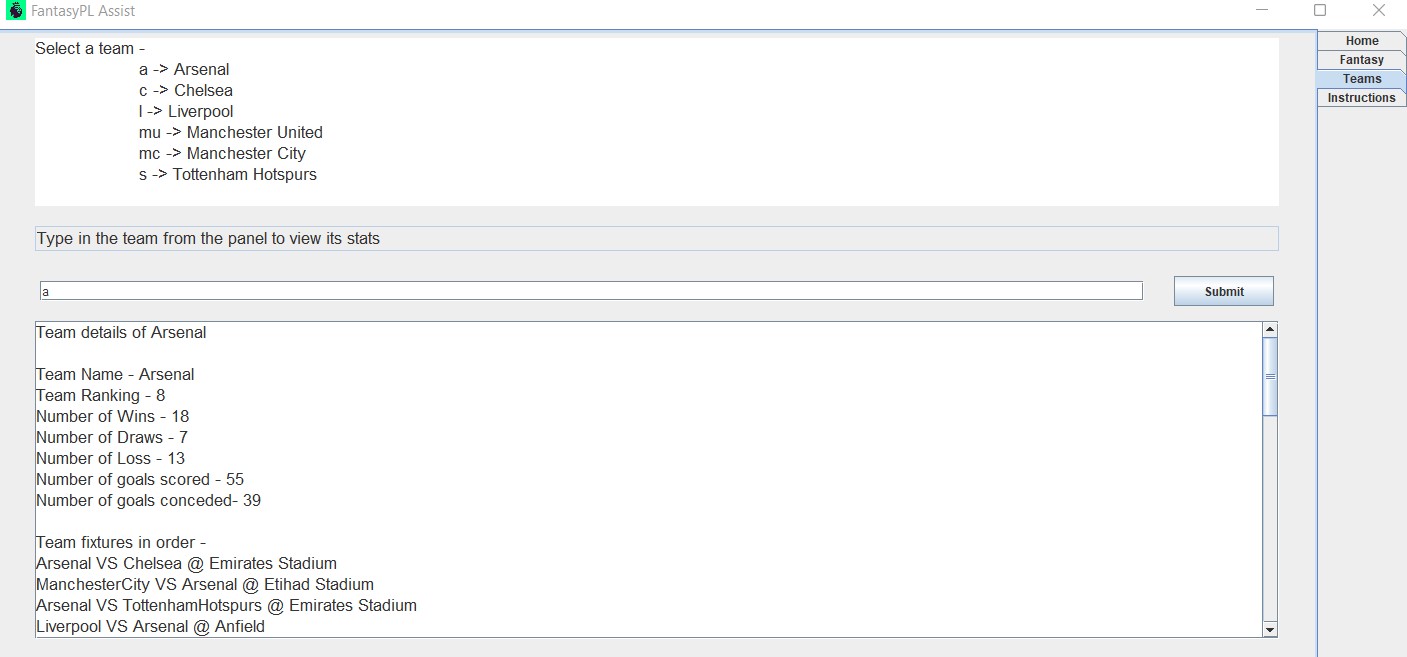 FantasyPL Assist
Home
Fantasy
Teams
Instructions
Select a team -
a -> Arsenal
c -> Chelsea
l -> Liverpool
mu -> Manchester United
mc -> Manchester City
s -> Tottenham Hotspurs
Type in the team from the panel to view its stats
a
Submit
Team details of Arsenal
Team Name - Arsenal
Team Ranking - 8
Number of Wins - 18
Number of Draws - 7
Number of Loss - 13
Number of goals scored - 55
Number of goals conceded- 39
Team fixtures in order -
Arsenal VS Chelsea @ Emirates Stadium
ManchesterCity VS Arsenal @ Etihad Stadium
Arsenal VS TottenhamHotspurs @ Emirates Stadium
Liverpool VS Arsenal @ Anfield